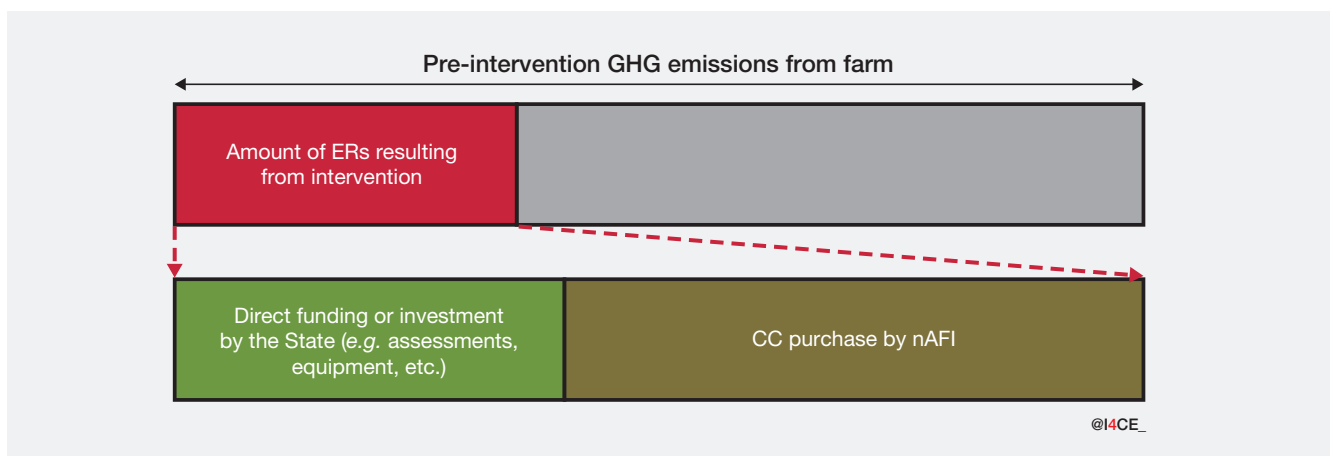 Pre-intervention GHG emissions from farm
Amount of ERs resulting
from intervention
Direct funding or investment
by the State (e.g. assessments,
equipment, etc.)
CC purchase by nAFI
@I4CE_